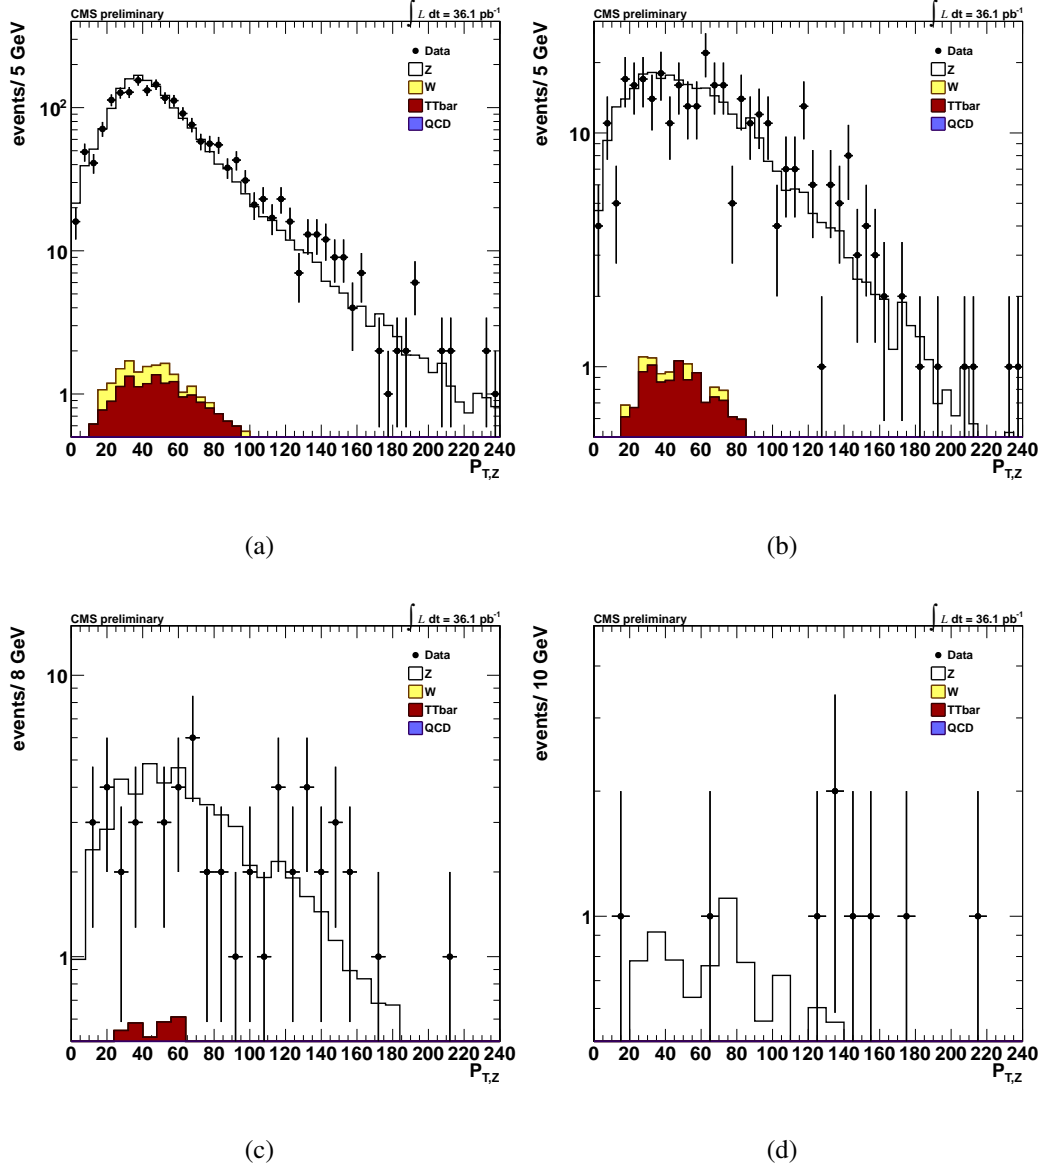 CMS preliminary
∫ L dt = 36.1 pb-1
events/ 5 GeV
Data
Z
W
TTbar
QCD
10²
10
1
0 20 40 60 80 100 120 140 160 180 200 220 240
P T,Z
(a)
CMS preliminary
∫ L dt = 36.1 pb-1
events/ 5 GeV
Data
Z
W
TTbar
QCD
10
1
0 20 40 60 80 100 120 140 160 180 200 220 240
P T,Z
(b)
CMS preliminary
∫ L dt = 36.1 pb-1
events/ 8 GeV
Data
Z
W
TTbar
QCD
10
1
0 20 40 60 80 100 120 140 160 180 200 220 240
P T,Z
(c)
CMS preliminary
∫ L dt = 36.1 pb-1
events/ 10 GeV
Data
Z
W
TTbar
QCD
1
0 20 40 60 80 100 120 140 160 180 200 220 240
P T,Z
(d)